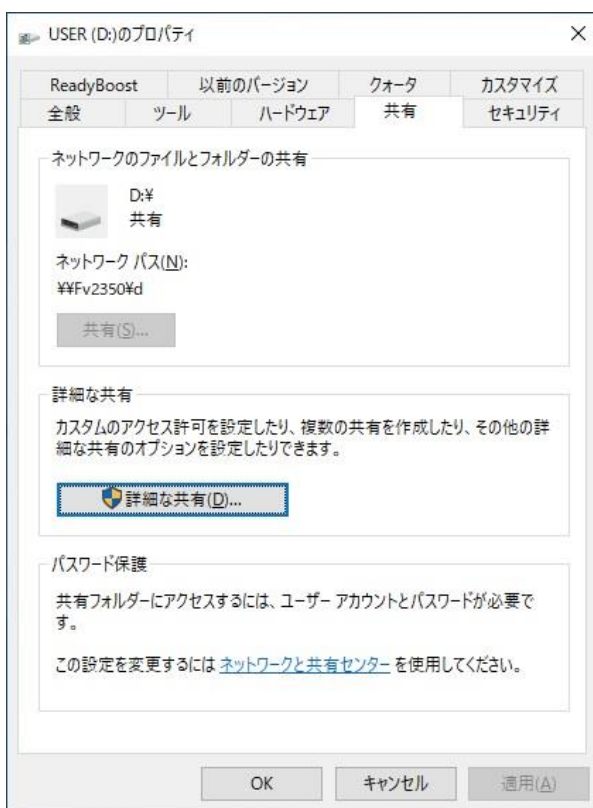 USER (D:)のプロパティ
ReadyBoost 以前のバージョン クォータ カスタマイズ
全般 ツール ハードウェア 共有 セキュリティ
ネットワークのファイルとフォルダーの共有
D:¥
共有
ネットワーク パス(N):
¥¥Fv2350¥d
共有(S)...
詳細な共有
カスタムのアクセス許可を設定したり、複数の共有を作成したり、その他の詳
細な共有のオプションを設定したりできます。
詳細な共有(D)...
パスワード保護
共有フォルダーにアクセスするには、ユーザー アカウントとパスワードが必要で
す。
この設定を変更するには ネットワークと共有センター を使用してください。
OK キャンセル 適用(A)